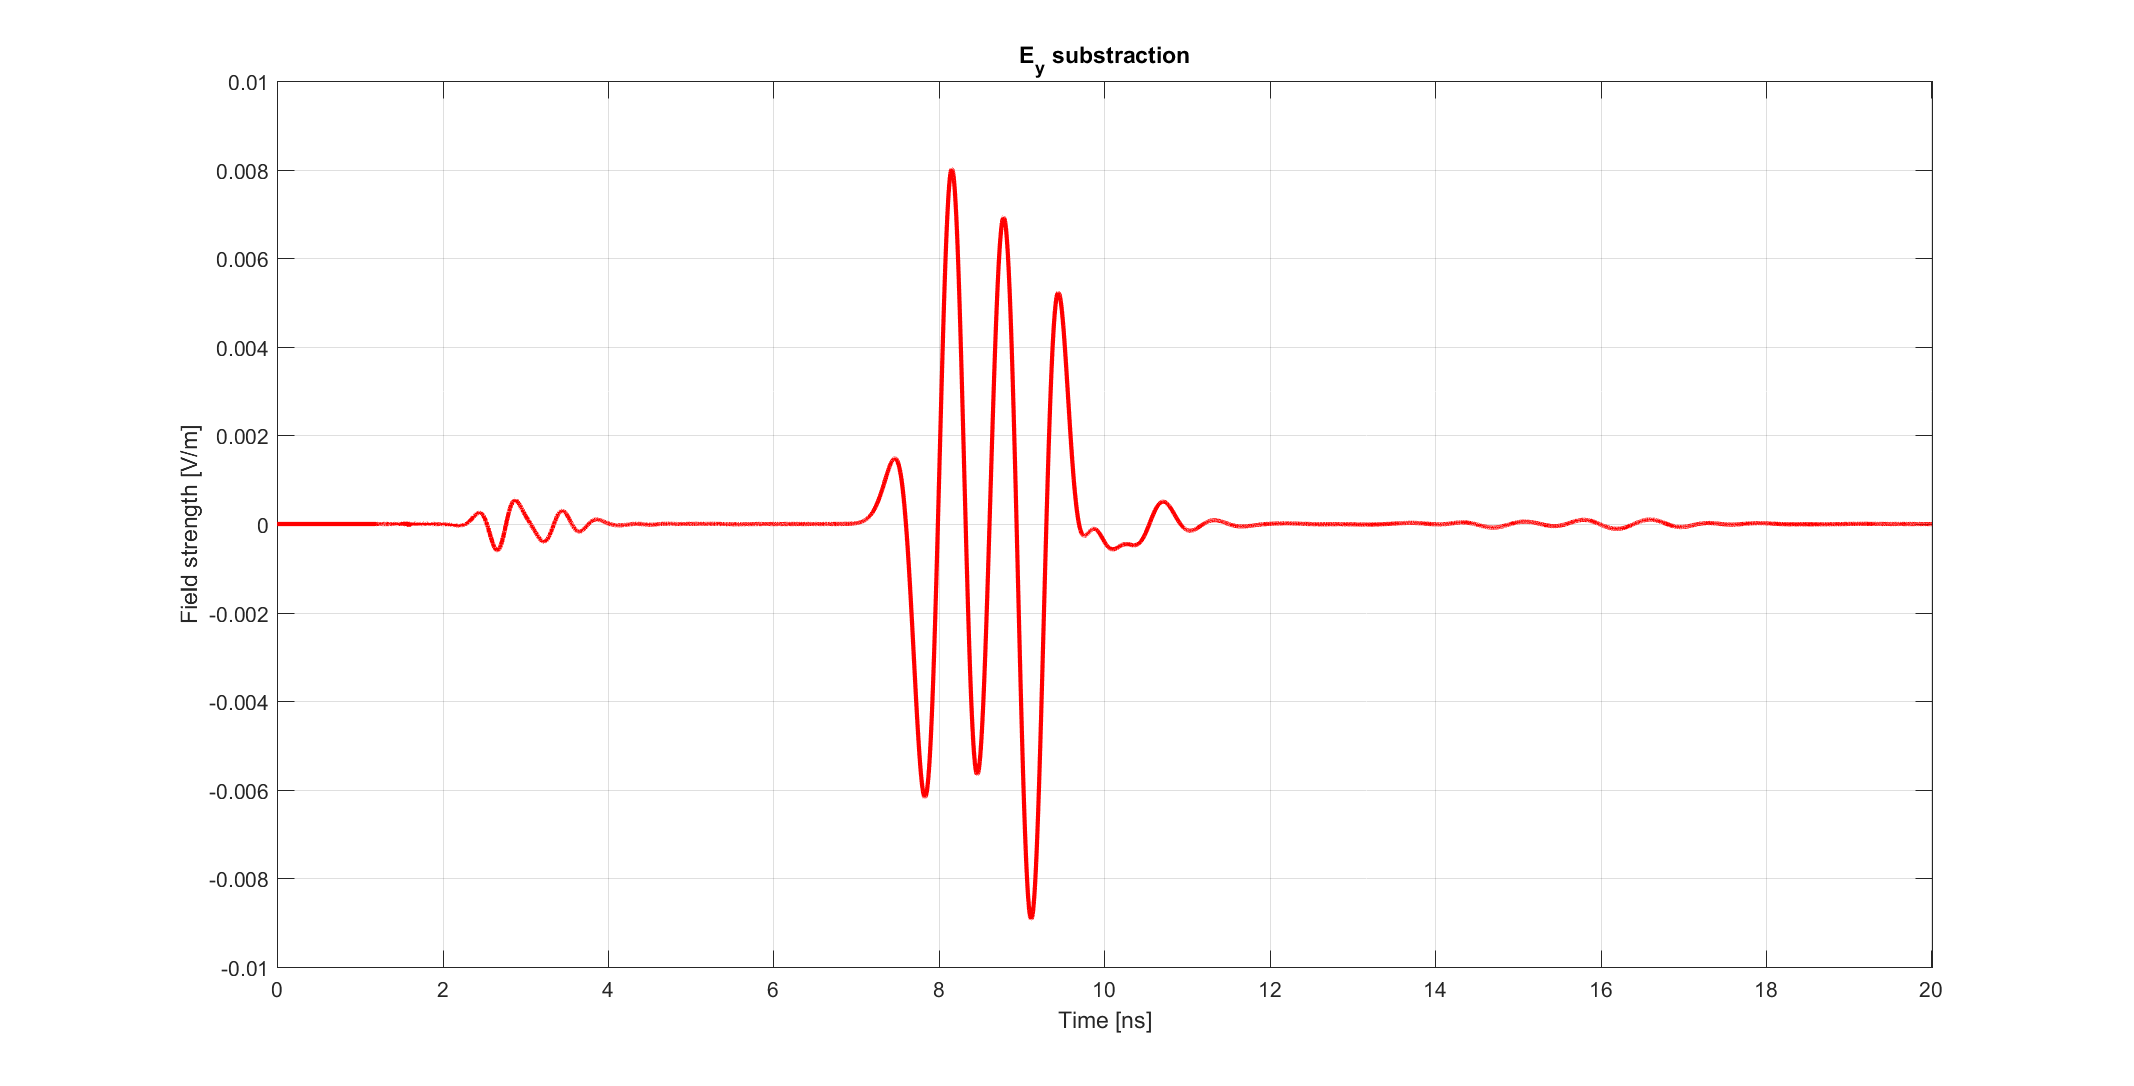 E_y substraction
0.01
0.008
0.006
0.004
0.002
0
-0.002
-0.004
-0.006
-0.008
-0.01
Field strength [V/m]
0 2 4 6 8 10 12 14 16 18 20
Time [ns]